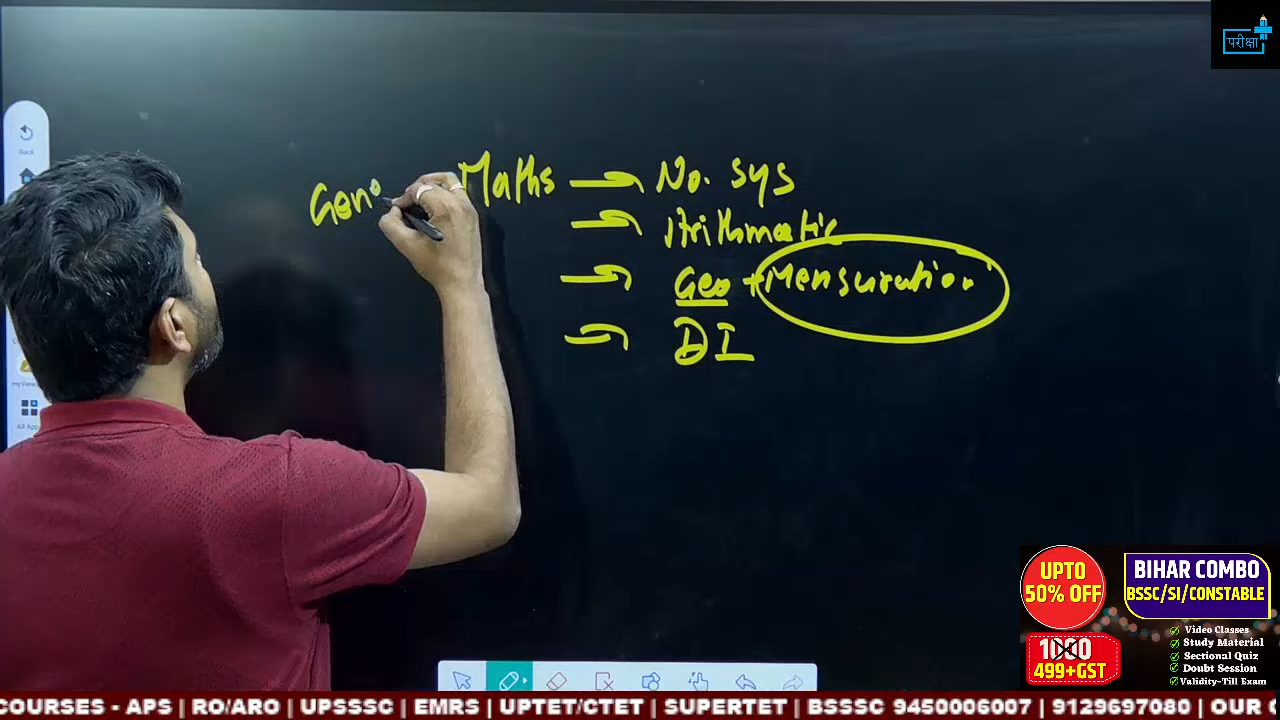 परीक्षा
Back
Gen° Maths → No. sys
→ Arithmatic
→ Geo + Mensuration
→ DI
UPTO
50% OFF
1000
499+GST
BIHAR COMBO
BSSC/SI/CONSTABLE
Video Classes
Study Material
Sectional Quiz
Doubt Session
Validity-Till Exam
COURSES - APS | RO/ARO | UPSSSC | EMRS | UPTET/CTET | SUPERTET | BSSSC 9450006007 | 9129697080 | OUR